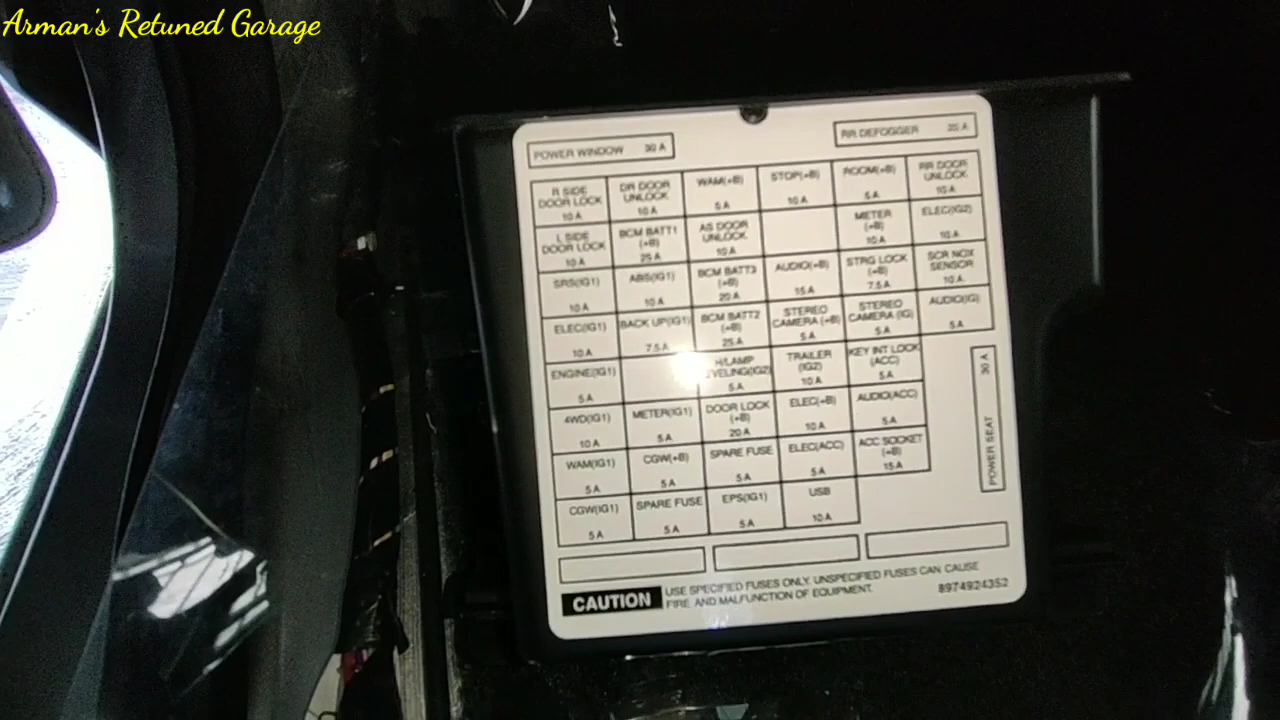 Arman's Retuned Garage
POWER WINDOW 30 A
RR DEFOGGER 25 A
R SIDE DOOR LOCK 10 A
DR DOOR UNLOCK 10 A
WAM(+B) 5 A
STOP(+B) 10 A
ROOM(+B) 5 A
RR DOOR UNLOCK 10 A
L SIDE DOOR LOCK 10 A
BCM BATT1 (+B) 25 A
AS DOOR UNLOCK 10 A
METER (+B) 10 A
ELEC(IG2) 10 A
SRS(IG1) 10 A
ABS(IG1) 10 A
BCM BATT3 (+B) 20 A
AUDIO(+B) 15 A
STRG LOCK (+B) 7.5 A
SCR NOX SENSOR 10 A
ELEC(IG1) 10 A
BACK UP(IG1) 7.5 A
BCM BATT2 (+B) 25 A
STEREO CAMERA (+B) 5 A
STEREO CAMERA (IG) 5 A
AUDIO(IG) 5 A
ENGINE(IG1) 5 A
H/LAMP EVELING(IG2) 5 A
TRAILER (IG2) 10 A
KEY INT LOCK (ACC) 5 A
4WD(IG1) 10 A
METER(IG1) 5 A
DOOR LOCK (+B) 20 A
ELEC(+B) 10 A
AUDIO(ACC) 5 A
WAM(IG1) 5 A
CGW(+B) 5 A
SPARE FUSE 5 A
ELEC(ACC) 5 A
ACC SOCKET (+B) 15 A
CGW(IG1) 5 A
SPARE FUSE 5 A
EPS(IG1) 5 A
USB 10 A
POWER SEAT 30 A
CAUTION
USE SPECIFIED FUSES ONLY. UNSPECIFIED FUSES CAN CAUSE
FIRE AND MALFUNCTION OF EQUIPMENT.
8974924352